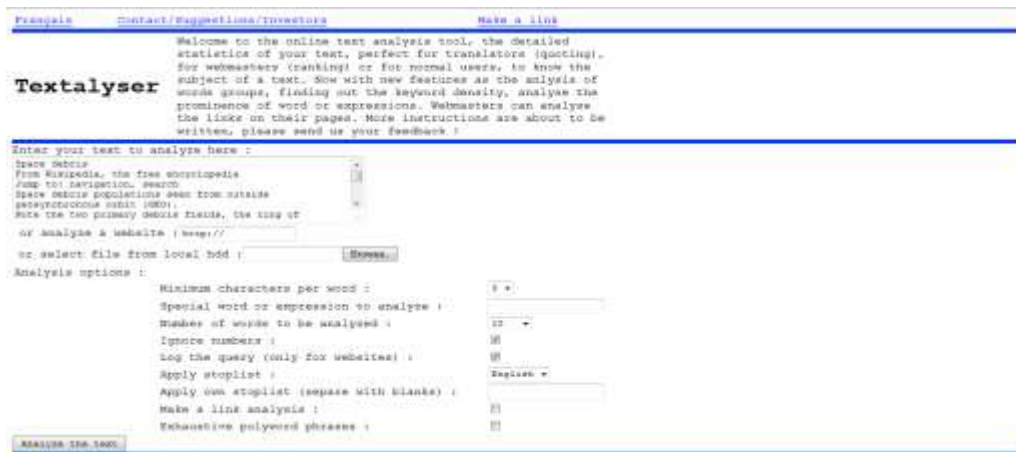 Français Contact/Suggestions/Investors Make a link
Welcome to the online text analysis tool, the detailed
statistics of your text, perfect for translators (quoting),
for webmasters (ranking) or for normal users, to know the
subject of a text. Now with new features as the anlysis of
Textalyser
words groups, finding out the keyword density, analyse the
prominence of word or expressions. Webmasters can analyse
the links on their pages. More instructions are about to be
written, please send us your feedback !
Enter your text to analyze here :
Space debris
From Wikipedia, the free encyclopedia
Jump to: navigation, search
Space debris populations seen from outside
geosynchronous orbit (GEO).
Note the two primary debris fields, the ring of
or analyze a website : http://
or select file from local hdd : Browse.
Analysis options :
Minimum characters per word : 3
Special word or expression to analyze :
Number of words to be analyzed : 10
Ignore numbers :
Log the query (only for websites) :
Apply stoplist : English
Apply own stoplist (separe with blanks) :
Make a link analysis :
Exhaustive polyword phrases :
Analyze the text